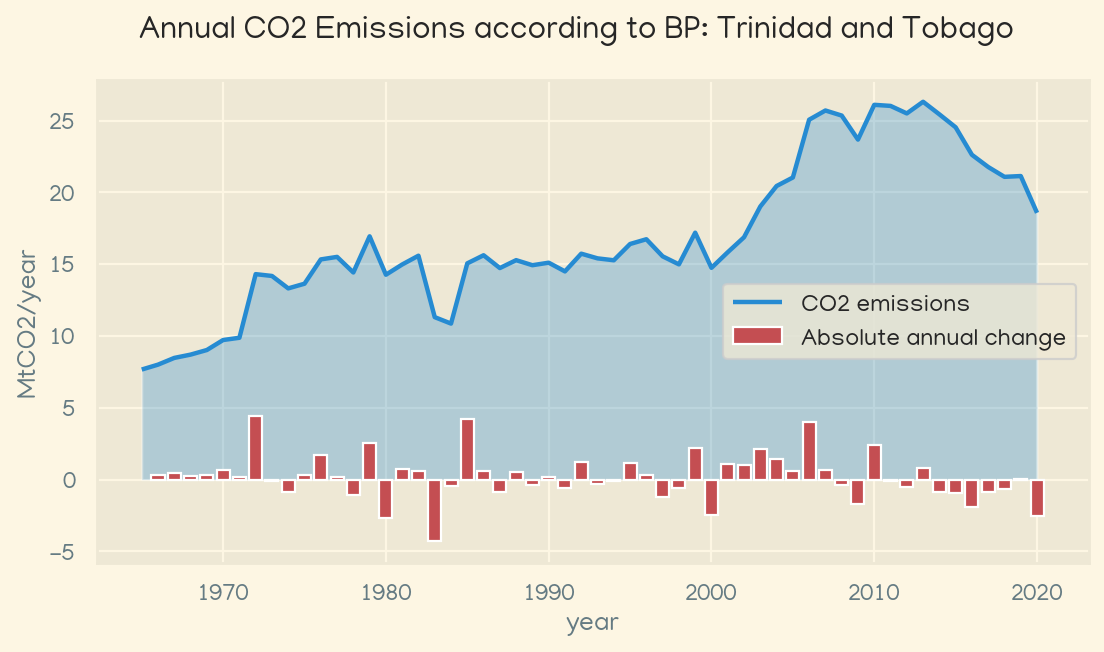 Annual CO2 Emissions according to BP: Trinidad and Tobago
25
20
15
10
5
0
−5
MtCO2/year
CO2 emissions
Absolute annual change
1970 1980 1990 2000 2010 2020
year